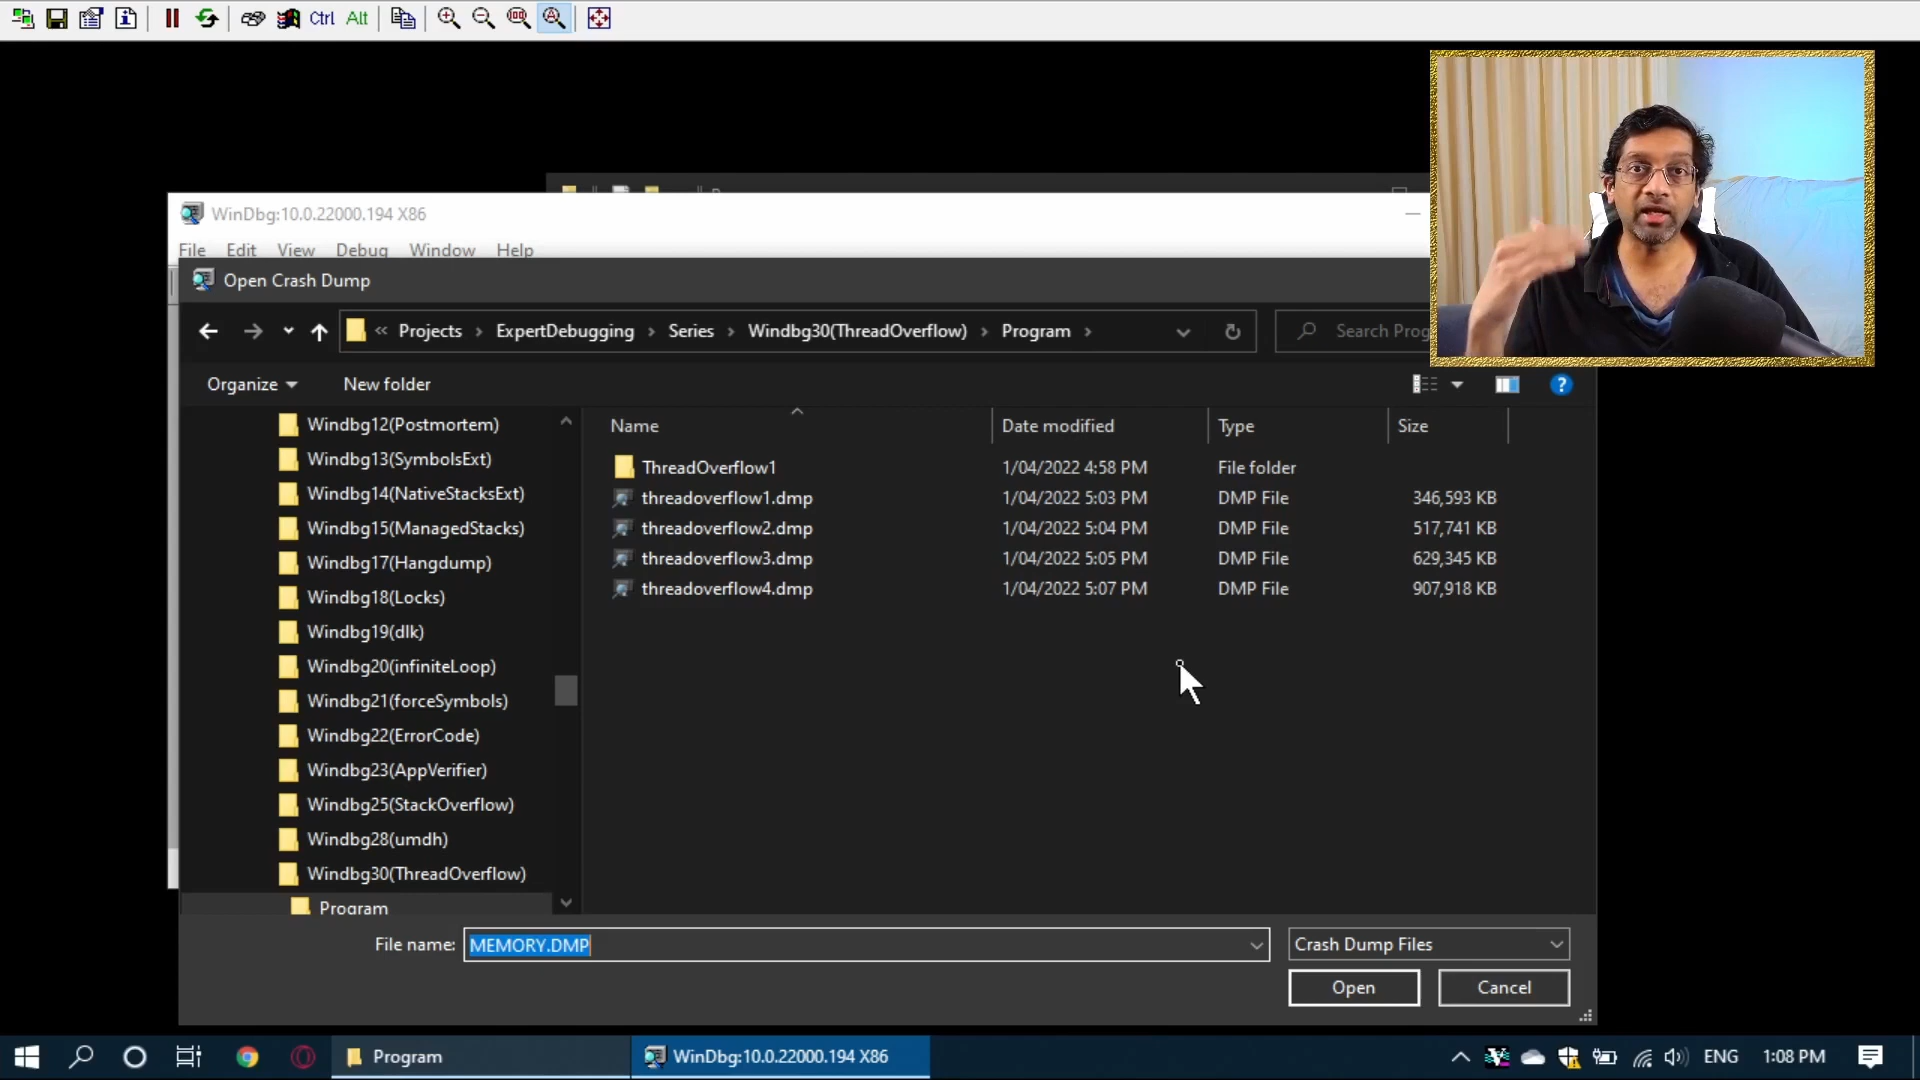 Ctrl Alt
WinDbg:10.0.22000.194 X86
File Edit View Debug Window Help
Open Crash Dump
« Projects › ExpertDebugging › Series › Windbg30(ThreadOverflow) › Program ›
Search Prog
Organize New folder
Name Date modified Type Size
Windbg12(Postmortem)
Windbg13(SymbolsExt)
Windbg14(NativeStacksExt)
Windbg15(ManagedStacks)
Windbg17(Hangdump)
Windbg18(Locks)
Windbg19(dlk)
Windbg20(infiniteLoop)
Windbg21(forceSymbols)
Windbg22(ErrorCode)
Windbg23(AppVerifier)
Windbg25(StackOverflow)
Windbg28(umdh)
Windbg30(ThreadOverflow)
Program
ThreadOverflow1 1/04/2022 4:58 PM File folder
threadoverflow1.dmp 1/04/2022 5:03 PM DMP File 346,593 KB
threadoverflow2.dmp 1/04/2022 5:04 PM DMP File 517,741 KB
threadoverflow3.dmp 1/04/2022 5:05 PM DMP File 629,345 KB
threadoverflow4.dmp 1/04/2022 5:07 PM DMP File 907,918 KB
File name: MEMORY.DMP Crash Dump Files
Open Cancel
Program WinDbg:10.0.22000.194 X86 ENG 1:08 PM